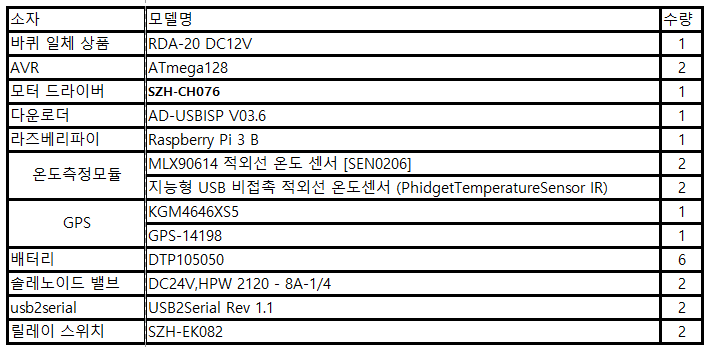 소자 모델명 수량
바퀴 일체 상품 RDA-20 DC12V 1
AVR ATmega128 2
모터 드라이버 SZH-CH076 1
다운로더 AD-USBISP V03.6 1
라즈베리파이 Raspberry Pi 3 B 1
온도측정모듈 MLX90614 적외선 온도 센서 [SEN0206] 2
지능형 USB 비접촉 적외선 온도센서 (PhidgetTemperatureSensor IR) 2
GPS KGM4646XS5 1
GPS-14198 1
배터리 DTP105050 6
솔레노이드 밸브 DC24V,HPW 2120 - 8A-1/4 2
usb2serial USB2Serial Rev 1.1 2
릴레이 스위치 SZH-EK082 2